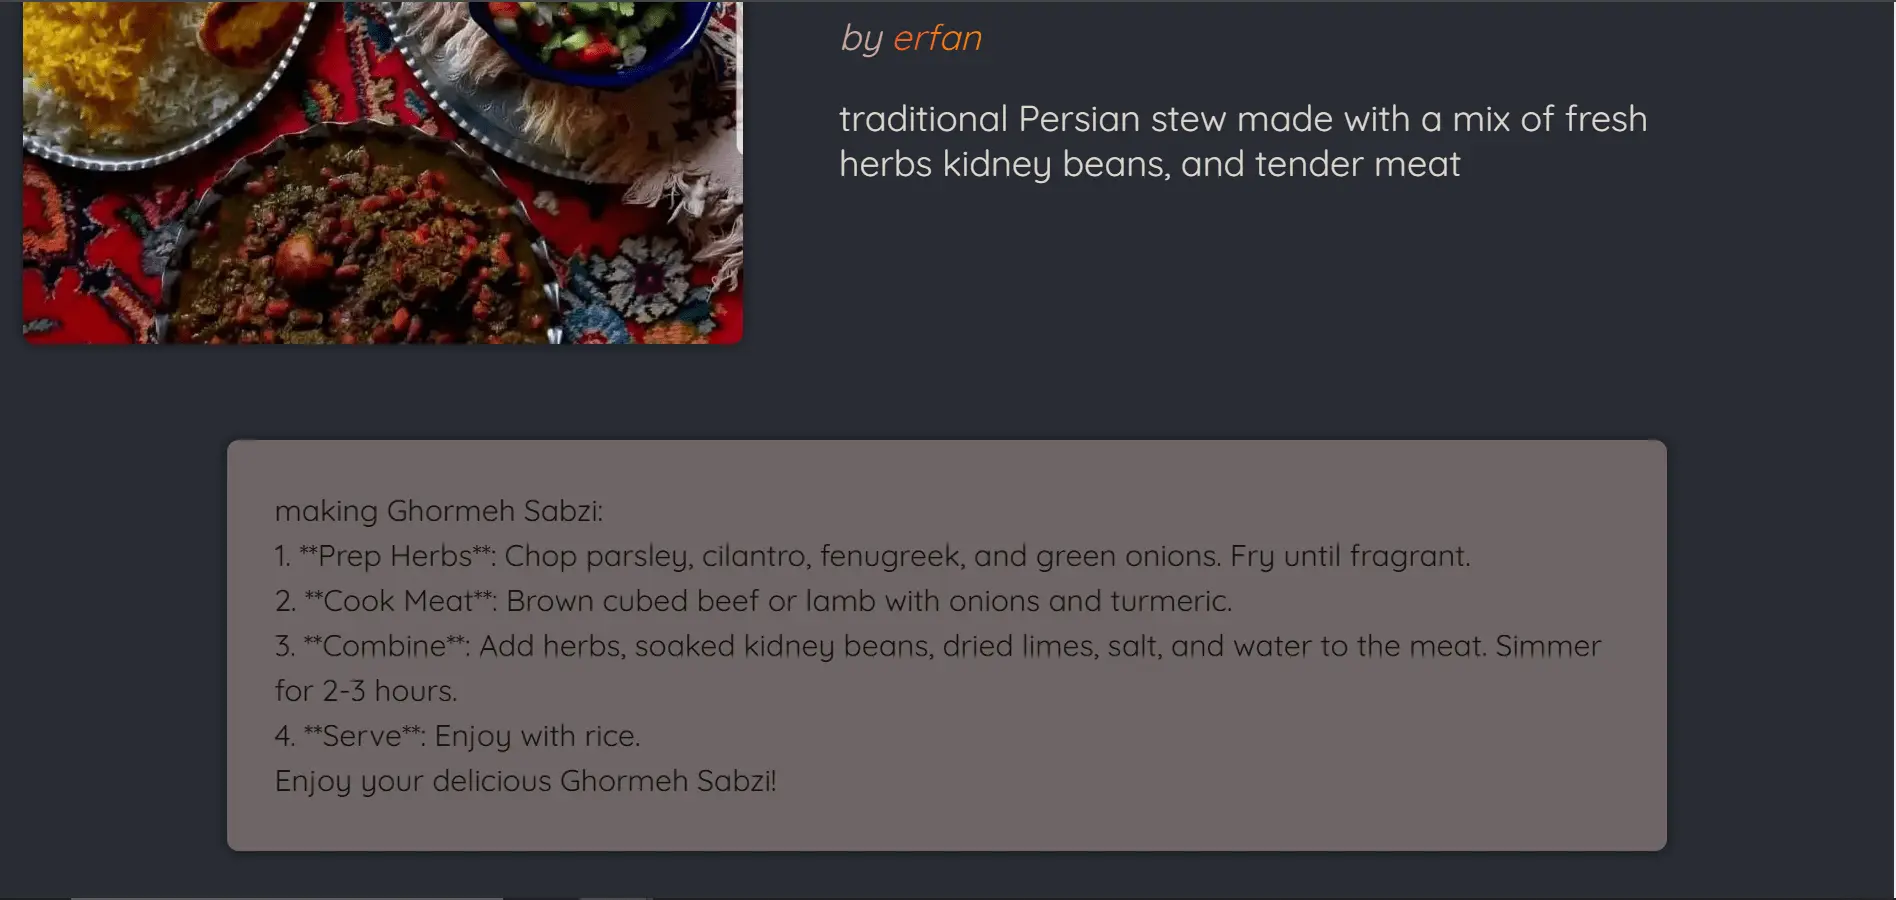 by erfan
traditional Persian stew made with a mix of fresh
herbs kidney beans, and tender meat
making Ghormeh Sabzi:
1. **Prep Herbs**: Chop parsley, cilantro, fenugreek, and green onions. Fry until fragrant.
2. **Cook Meat**: Brown cubed beef or lamb with onions and turmeric.
3. **Combine**: Add herbs, soaked kidney beans, dried limes, salt, and water to the meat. Simmer
for 2-3 hours.
4. **Serve**: Enjoy with rice.
Enjoy your delicious Ghormeh Sabzi!